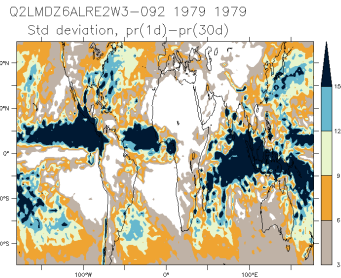 Q2LMDZ6ALRE2W3-092 1979 1979
Std deviation, pr(1d)-pr(30d)
15
12
9
6
3
0°
100°W
0°
100°E